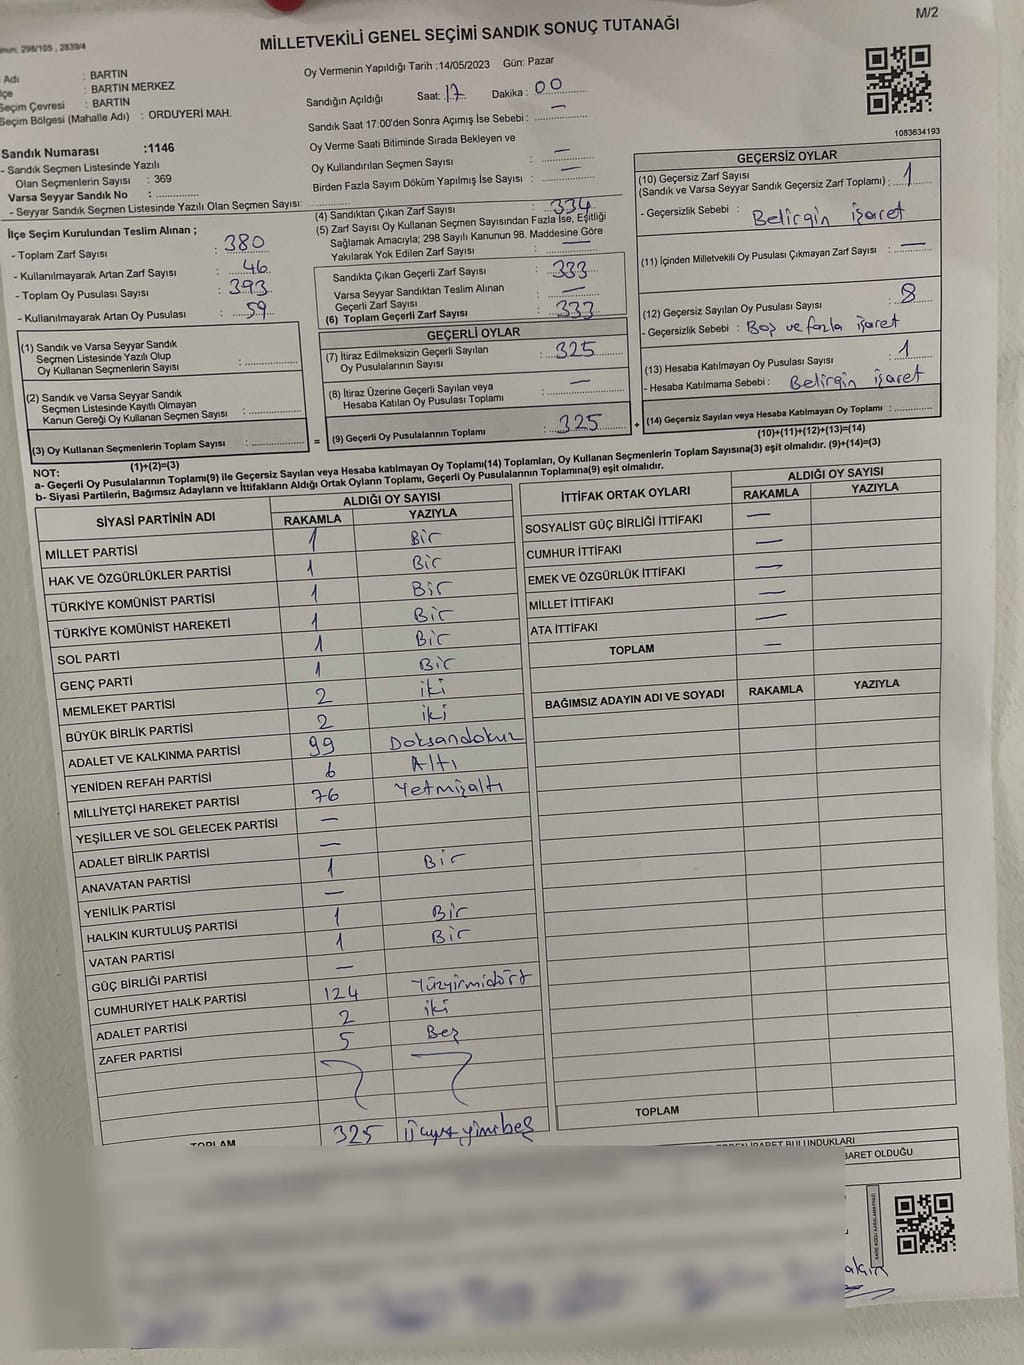 M/2
298/105 , 2839/4
MİLLETVEKİLİ GENEL SEÇİMİ SANDIK SONUÇ TUTANAĞI
Adı : BARTIN
: BARTIN MERKEZ
Seçim Çevresi : BARTIN
Seçim Bölgesi (Mahalle Adı) : ORDUYERİ MAH.
Sandık Numarası :1146
- Sandık Seçmen Listesinde Yazılı
Olan Seçmenlerin Sayısı : 369
Varsa Seyyar Sandık No :
- Seyyar Sandık Seçmen Listesinde Yazılı Olan Seçmen Sayısı:
Oy Vermenin Yapıldığı Tarih :14/05/2023 Gün: Pazar
Sandığın Açıldığı Saat: 17 Dakika : 00
Sandık Saat 17:00'den Sonra Açımış İse Sebebi : —
Oy Verme Saati Bitiminde Sırada Bekleyen ve
Oy Kullandırılan Seçmen Sayısı : —
Birden Fazla Sayım Döküm Yapılmış İse Sayısı : —
1083634193
İlçe Seçim Kurulundan Teslim Alınan ;
- Toplam Zarf Sayısı : 380
- Kullanılmayarak Artan Zarf Sayısı : 46
- Toplam Oy Pusulası Sayısı : 393
- Kullanılmayarak Artan Oy Pusulası : 59
(1) Sandık ve Varsa Seyyar Sandık
Seçmen Listesinde Yazılı Olup
Oy Kullanan Seçmenlerin Sayısı :
(2) Sandık ve Varsa Seyyar Sandık
Seçmen Listesinde Kayıtlı Olmayan
Kanun Gereği Oy Kullanan Seçmen Sayısı :
(3) Oy Kullanan Seçmenlerin Toplam Sayısı :
(1)+(2)=(3)
(4) Sandıktan Çıkan Zarf Sayısı : 334
(5) Zarf Sayısı Oy Kullanan Seçmen Sayısından Fazla İse, Eşitliği
Sağlamak Amacıyla; 298 Sayılı Kanunun 98. Maddesine Göre
Yakılarak Yok Edilen Zarf Sayısı : —
Sandıkta Çıkan Geçerli Zarf Sayısı : 333
Varsa Seyyar Sandıktan Teslim Alınan
Geçerli Zarf Sayısı : —
(6) Toplam Geçerli Zarf Sayısı : 333
GEÇERLİ OYLAR
(7) İtiraz Edilmeksizin Geçerli Sayılan
Oy Pusulalarının Sayısı : 325
(8) İtiraz Üzerine Geçerli Sayılan veya
Hesaba Katılan Oy Pusulası Toplamı : —
= (9) Geçerli Oy Pusulalarının Toplamı : 325 +
GEÇERSİZ OYLAR
(10) Geçersiz Zarf Sayısı
(Sandık ve Varsa Seyyar Sandık Geçersiz Zarf Toplamı) : 1
- Geçersizlik Sebebi : Belirgin işaret
(11) İçinden Milletvekili Oy Pusulası Çıkmayan Zarf Sayısı : —
(12) Geçersiz Sayılan Oy Pusulası Sayısı : 8
- Geçersizlik Sebebi : Boş ve fazla işaret
(13) Hesaba Katılmayan Oy Pusulası Sayısı : 1
- Hesaba Katılmama Sebebi : Belirgin işaret
(14) Geçersiz Sayılan veya Hesaba Katılmayan Oy Toplamı :
(10)+(11)+(12)+(13)=(14)
NOT:
a- Geçerli Oy Pusulalarının Toplamı(9) ile Geçersiz Sayılan veya Hesaba katılmayan Oy Toplamı(14) Toplamları, Oy Kullanan Seçmenlerin Toplam Sayısına(3) eşit olmalıdır. (9)+(14)=(3)
b- Siyasi Partilerin, Bağımsız Adayların ve İttifakların Aldığı Ortak Oyların Toplamı, Geçerli Oy Pusulalarının Toplamına(9) eşit olmalıdır.
SİYASİ PARTİNİN ADI ALDIĞI OY SAYISI
RAKAMLA YAZIYLA
MİLLET PARTİSİ 1 Bir
HAK VE ÖZGÜRLÜKLER PARTİSİ 1 Bir
TÜRKİYE KOMÜNİST PARTİSİ 1 Bir
TÜRKİYE KOMÜNİST HAREKETİ 1 Bir
SOL PARTİ 1 Bir
GENÇ PARTİ 1 Bir
MEMLEKET PARTİSİ 2 iki
BÜYÜK BİRLİK PARTİSİ 2 iki
ADALET VE KALKINMA PARTİSİ 99 Doksandokuz
YENİDEN REFAH PARTİSİ 6 Altı
MİLLİYETÇİ HAREKET PARTİSİ 76 Yetmişaltı
YEŞİLLER VE SOL GELECEK PARTİSİ —
ADALET BİRLİK PARTİSİ —
ANAVATAN PARTİSİ 1 Bir
YENİLİK PARTİSİ —
HALKIN KURTULUŞ PARTİSİ 1 Bir
VATAN PARTİSİ 1 Bir
GÜÇ BİRLİĞİ PARTİSİ —
CUMHURİYET HALK PARTİSİ 124 Yüzyirmidört
ADALET PARTİSİ 2 iki
ZAFER PARTİSİ 5 Beş
TOPLAM 325
İTTİFAK ORTAK OYLARI ALDIĞI OY SAYISI
RAKAMLA YAZIYLA
SOSYALİST GÜÇ BİRLİĞİ İTTİFAKI —
CUMHUR İTTİFAKI —
EMEK VE ÖZGÜRLÜK İTTİFAKI —
MİLLET İTTİFAKI —
ATA İTTİFAKI —
TOPLAM —
BAĞIMSIZ ADAYIN ADI VE SOYADI RAKAMLA YAZIYLA
TOPLAM
İŞARET BULUNDUKLARI
OLDUĞU